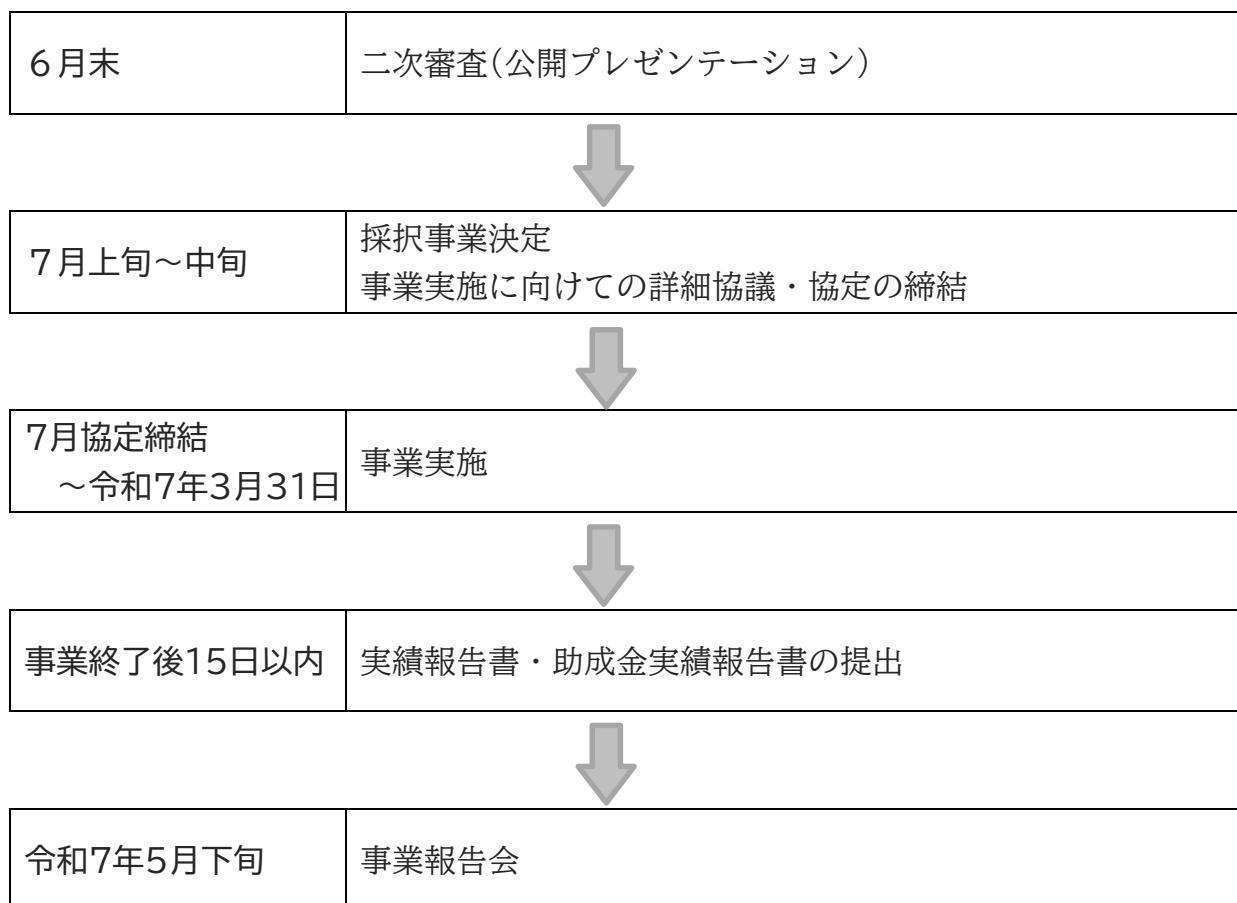 ６月末
二次審査(公開プレゼンテーション)
７月上旬～中旬
採択事業決定
事業実施に向けての詳細協議・協定の締結
7月協定締結
～令和7年3月31日
事業実施
事業終了後15日以内
実績報告書・助成金実績報告書の提出
令和7年5月下旬
事業報告会